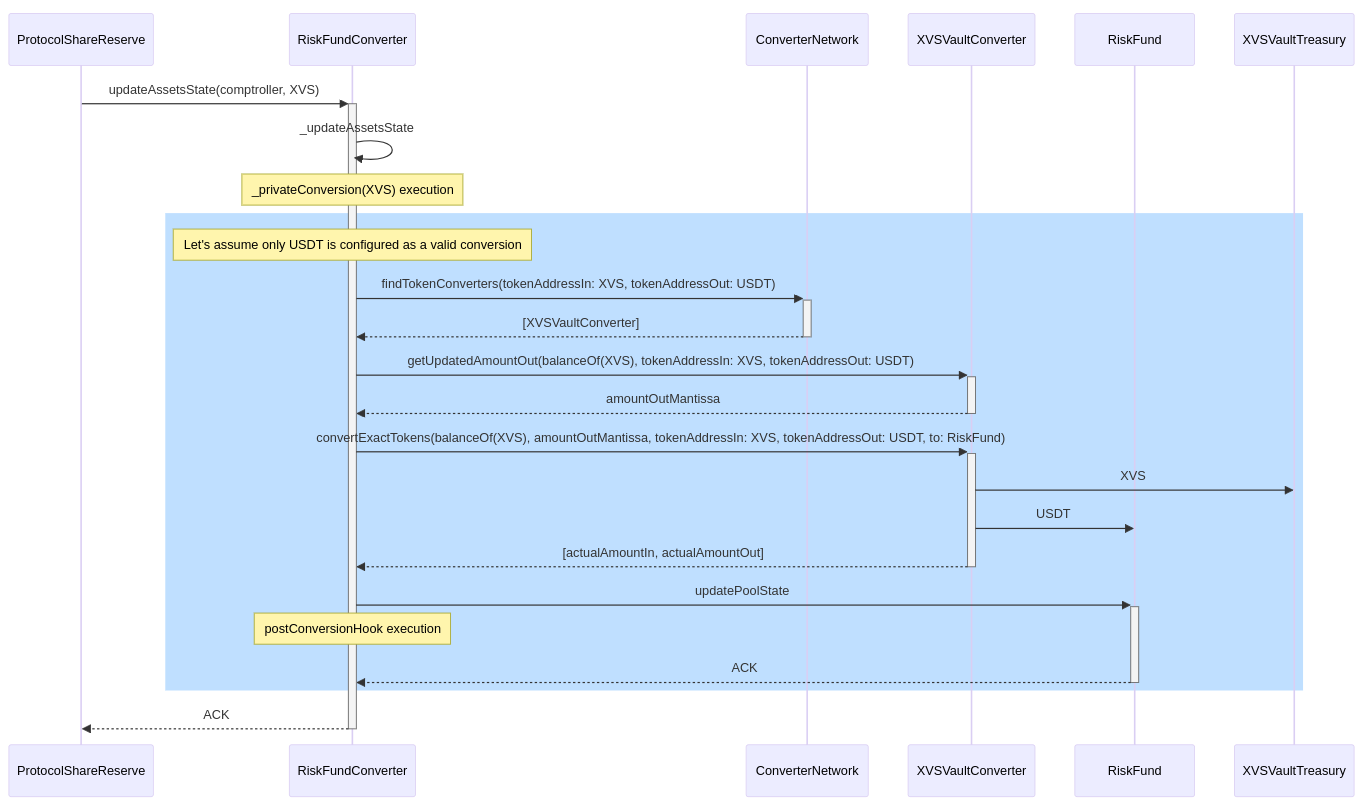 ProtocolShareReserve
RiskFundConverter
ConverterNetwork
XVSVaultConverter
RiskFund
XVSVaultTreasury
updateAssetsState(comptroller, XVS)
_updateAssetsState
_privateConversion(XVS) execution
Let's assume only USDT is configured as a valid conversion
findTokenConverters(tokenAddressIn: XVS, tokenAddressOut: USDT)
[XVSVaultConverter]
getUpdatedAmountOut(balanceOf(XVS), tokenAddressIn: XVS, tokenAddressOut: USDT)
amountOutMantissa
convertExactTokens(balanceOf(XVS), amountOutMantissa, tokenAddressIn: XVS, tokenAddressOut: USDT, to: RiskFund)
XVS
USDT
[actualAmountIn, actualAmountOut]
updatePoolState
postConversionHook execution
ACK
ACK
ProtocolShareReserve
RiskFundConverter
ConverterNetwork
XVSVaultConverter
RiskFund
XVSVaultTreasury